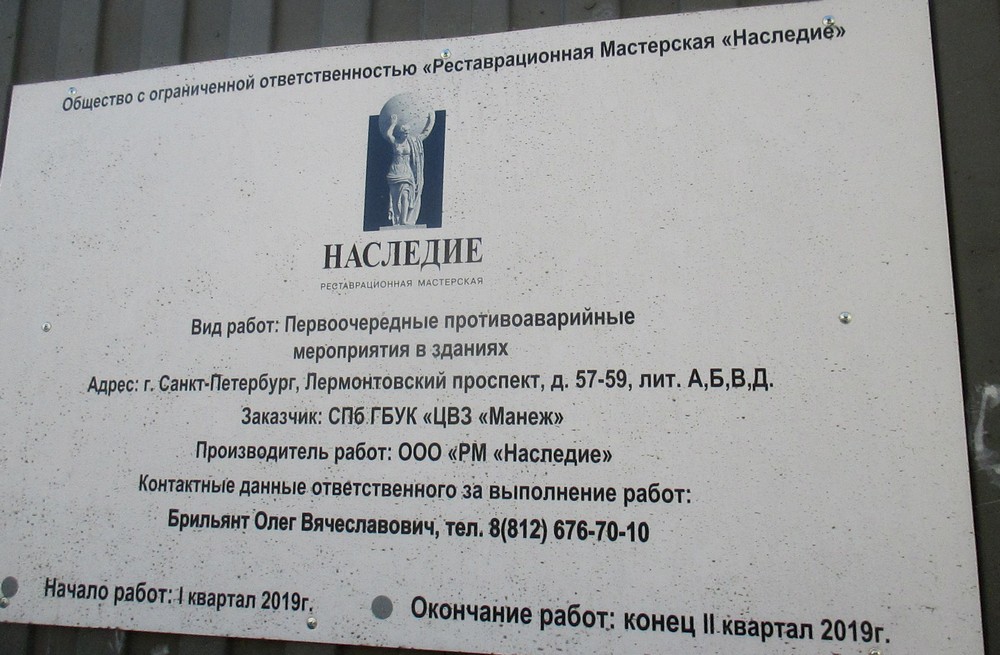 Общество с ограниченной ответственностью «Реставрационная Мастерская «Наследие»
НАСЛЕДИЕ
РЕСТАВРАЦИОННАЯ МАСТЕРСКАЯ
Вид работ: Первоочередные противоаварийные
мероприятия в зданиях
Адрес: г. Санкт-Петербург, Лермонтовский проспект, д. 57-59, лит. А,Б,В,Д.
Заказчик: СПб ГБУК «ЦВЗ «Манеж»
Производитель работ: ООО «РМ «Наследие»
Контактные данные ответственного за выполнение работ:
Брильянт Олег Вячеславович, тел. 8(812) 676-70-10
Начало работ: I квартал 2019г.
Окончание работ: конец II квартал 2019г.